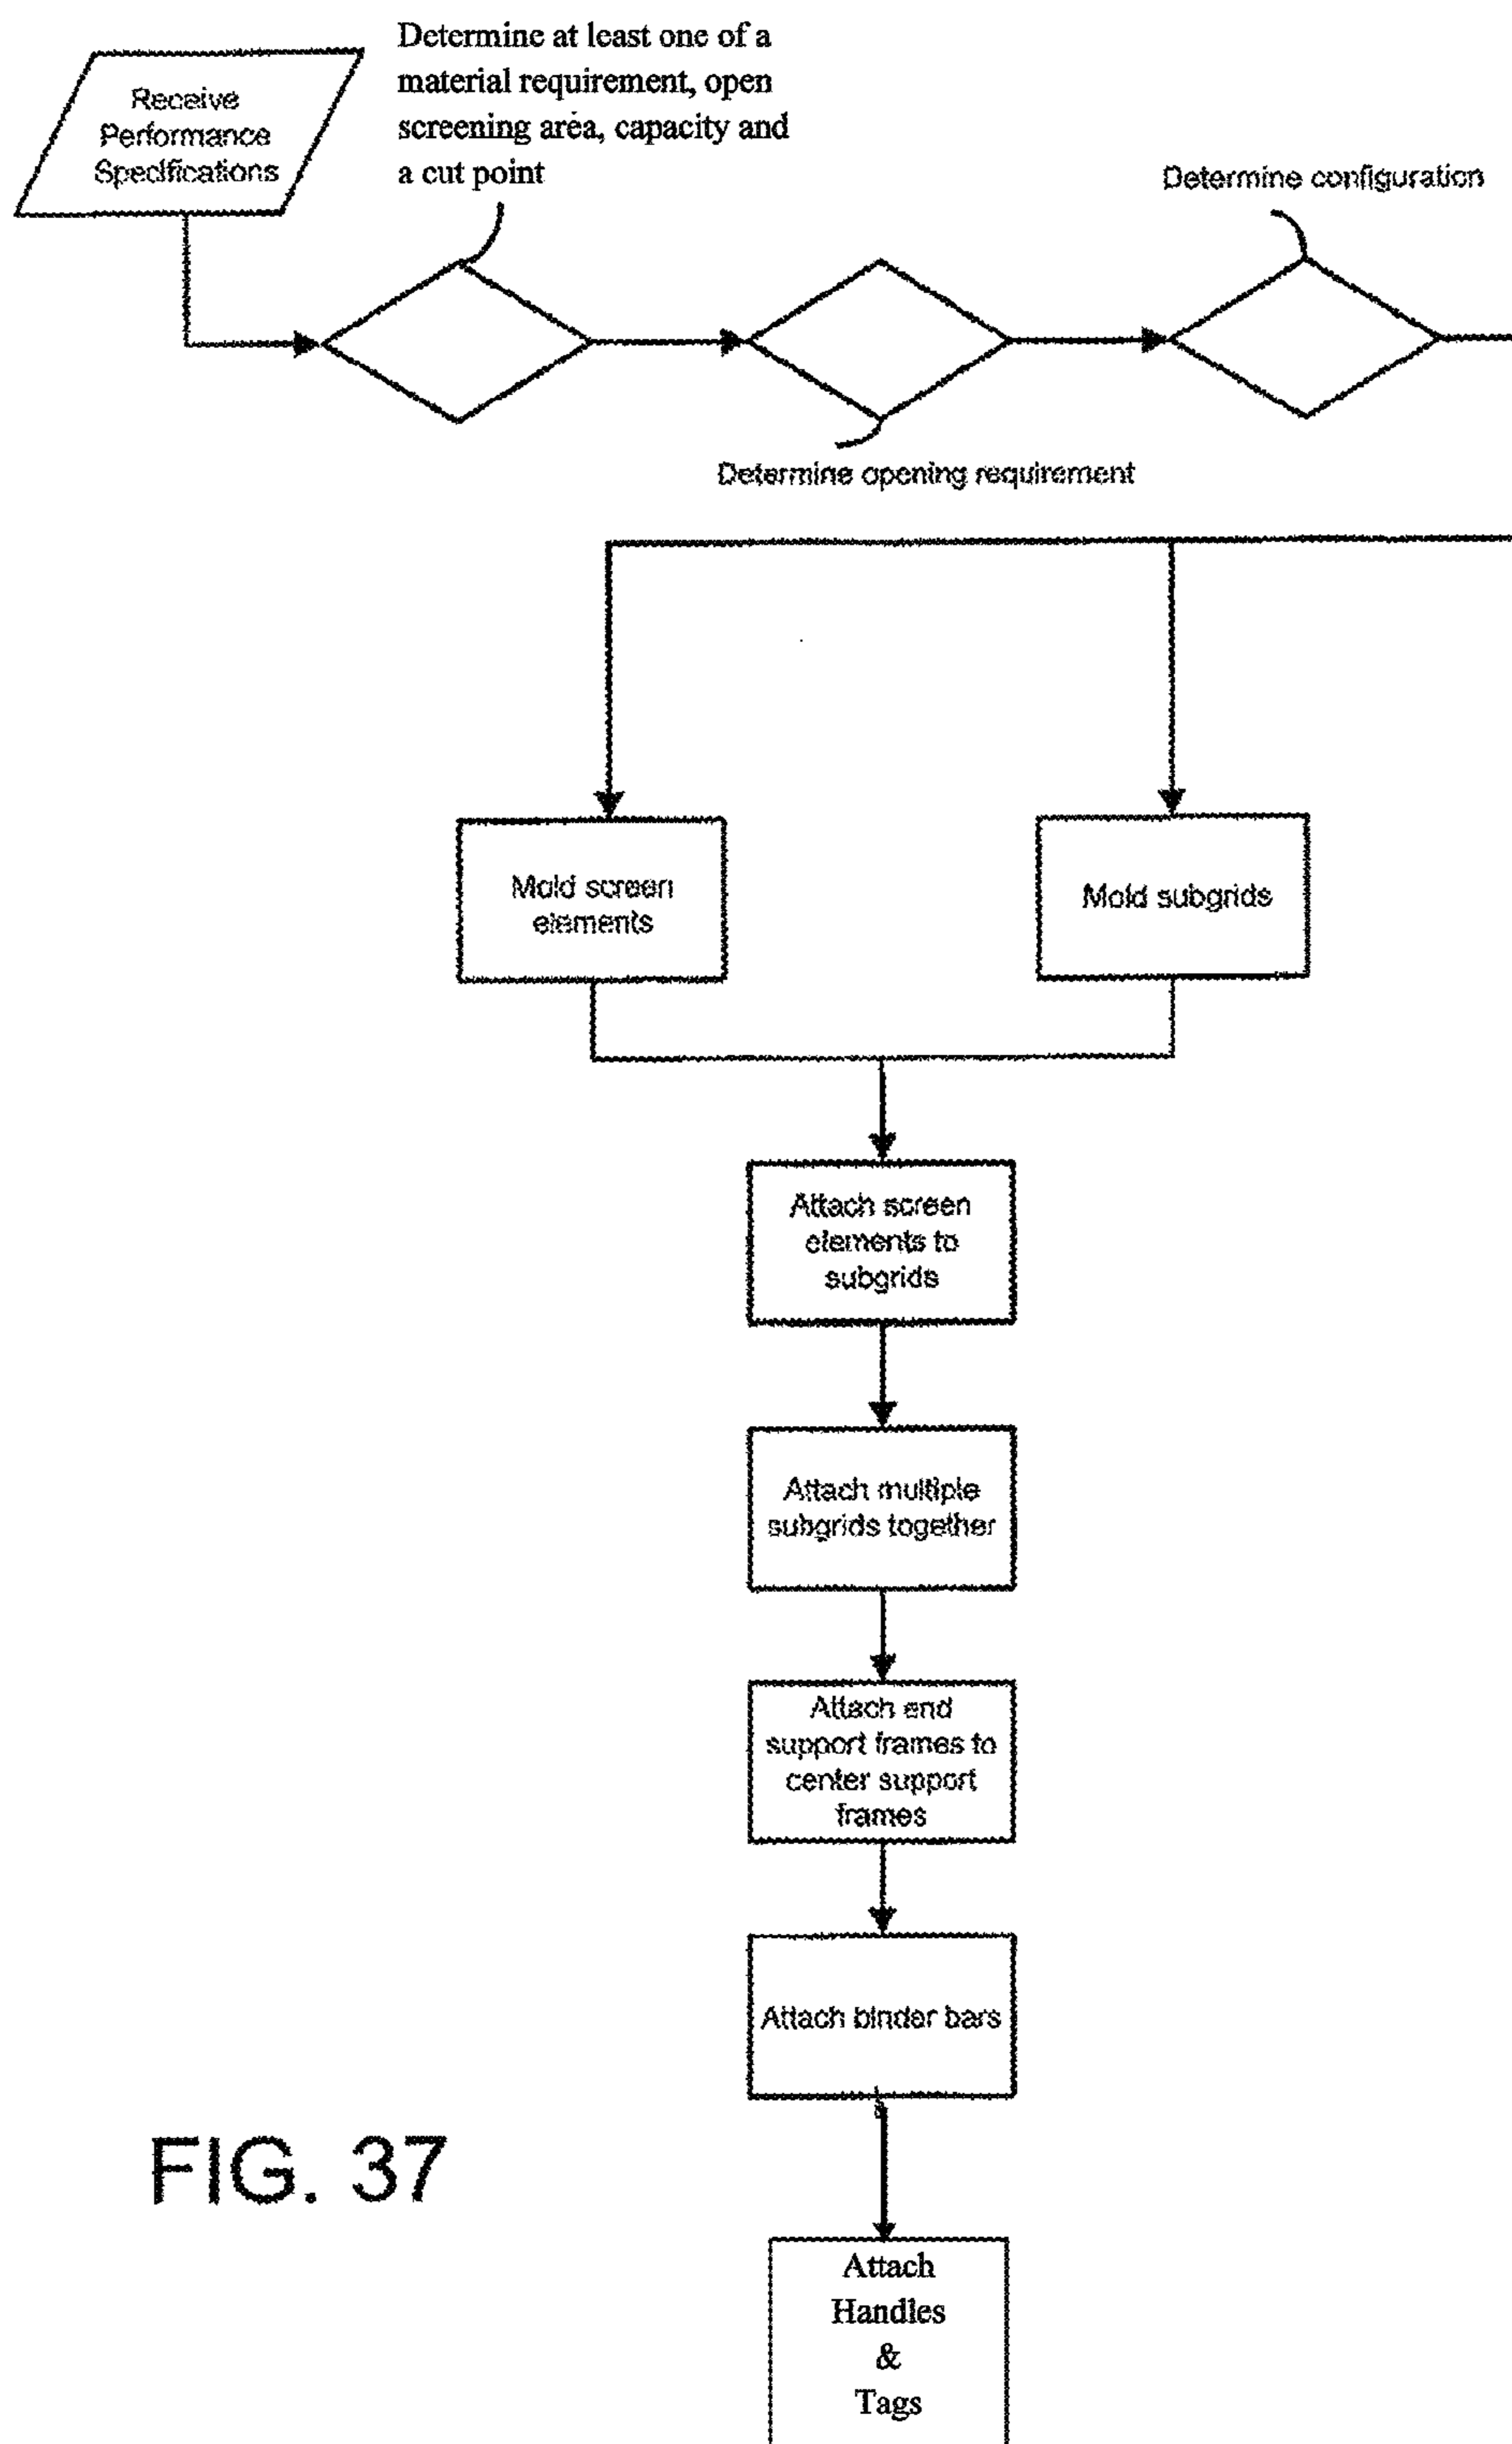 Receive
Performance
Specifications
Determine at least one of a
material requirement, open
screening area, capacity and
a cut point
Determine configuration
Determine opening requirement
Mold screen
elements
Mold subgrids
Attach screen
elements to
subgrids
Attach multiple
subgrids together
Attach end
support frames to
center support
frames
Attach binder bars
FIG. 37
Attach
Handles
&
Tags